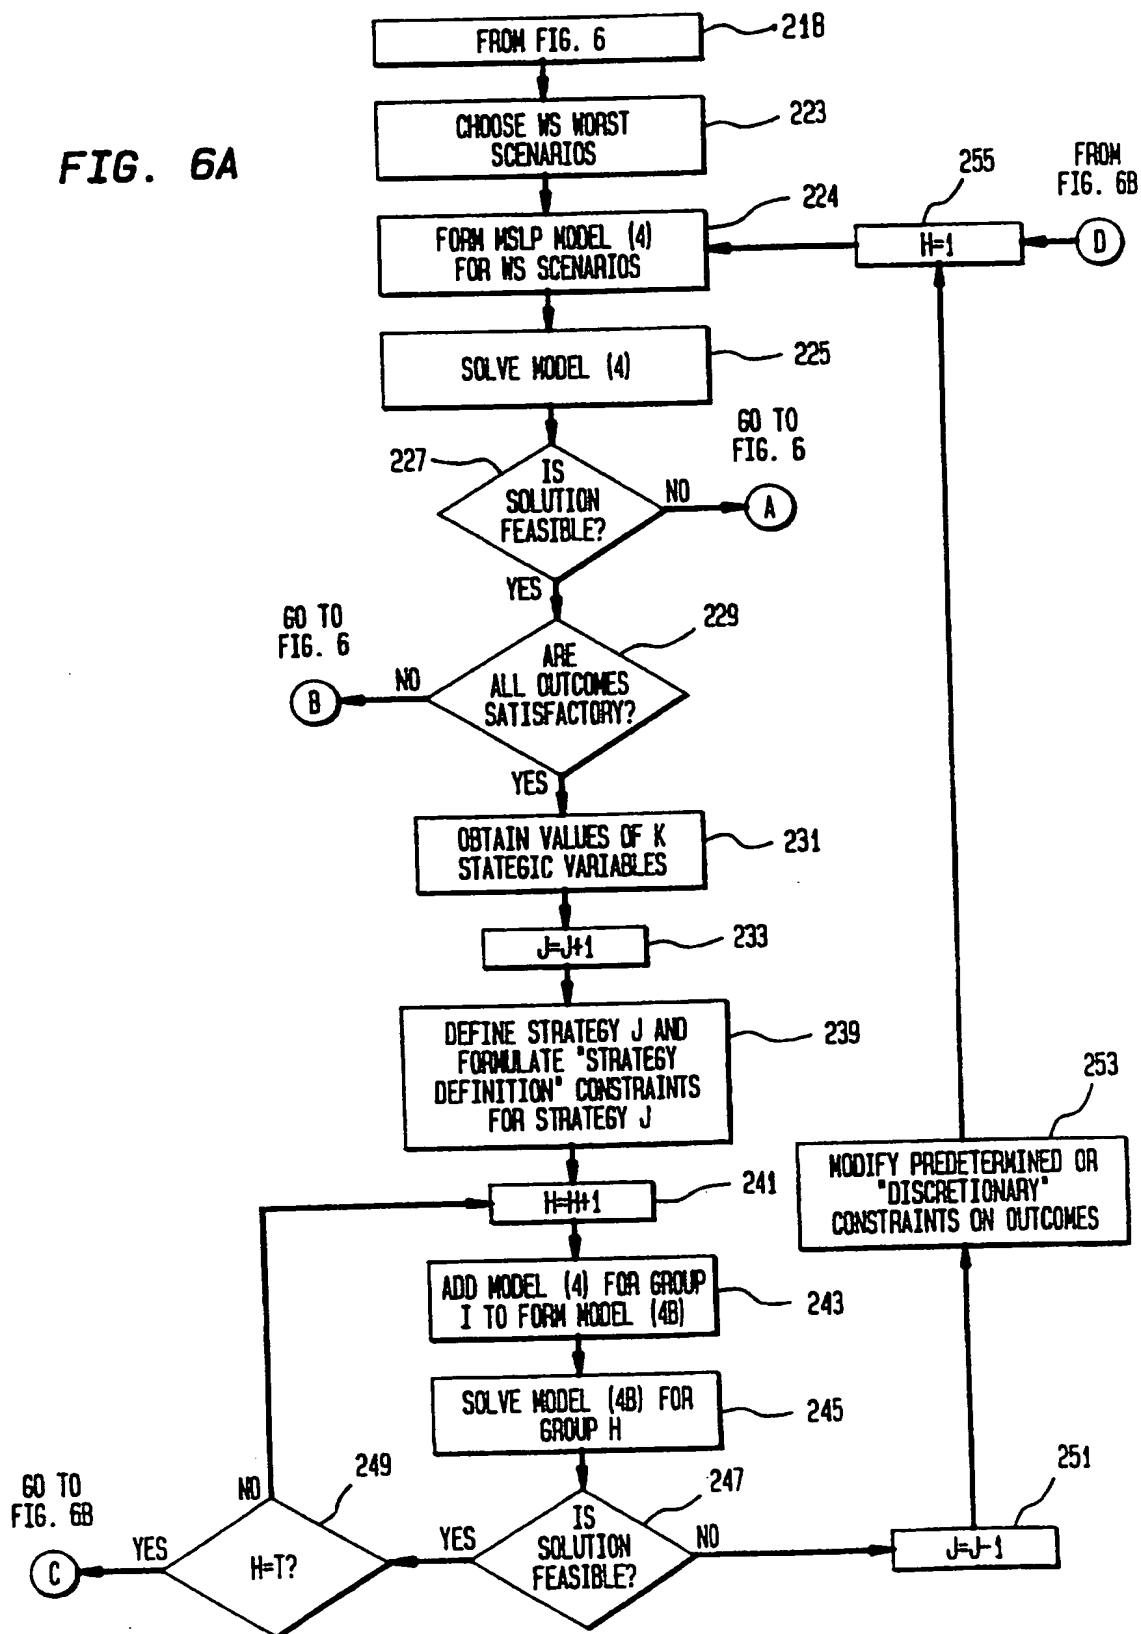 FROM FIG. 6
218
CHOOSE WS WORST
SCENARIOS
223
FIG. 6A
FORM MSLP MODEL (4)
FOR WS SCENARIOS
224
255
FROM
FIG. 6B
H=1
D
SOLVE MODEL (4)
225
GO TO
FIG. 6
227
IS
SOLUTION
FEASIBLE?
NO
A
YES
GO TO
FIG. 6
229
ARE
ALL OUTCOMES
SATISFACTORY?
NO
B
YES
OBTAIN VALUES OF K
STATEGIC VARIABLES
231
J=J+1
233
DEFINE STRATEGY J AND
FORMULATE "STRATEGY
DEFINITION" CONSTRAINTS
FOR STRATEGY J
239
253
MODIFY PREDETERMINED OR
"DISCRETIONARY"
CONSTRAINTS ON OUTCOMES
H=H+1
241
ADD MODEL (4) FOR GROUP
I TO FORM MODEL (4B)
243
SOLVE MODEL (4B) FOR
GROUP H
245
GO TO
FIG. 6B
NO
249
247
251
YES
H=T?
YES
IS
SOLUTION
FEASIBLE?
NO
J=J-1
C